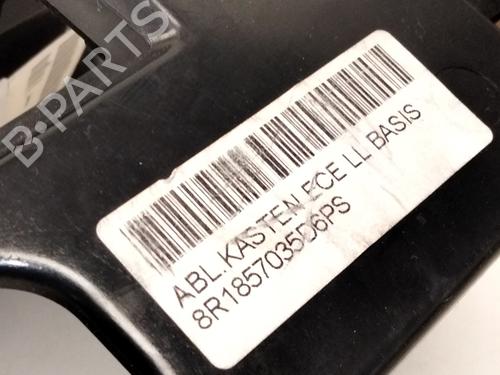 B-PARTS
ABL.KASTEN ECE LL BASIS
8R1857035D6PS